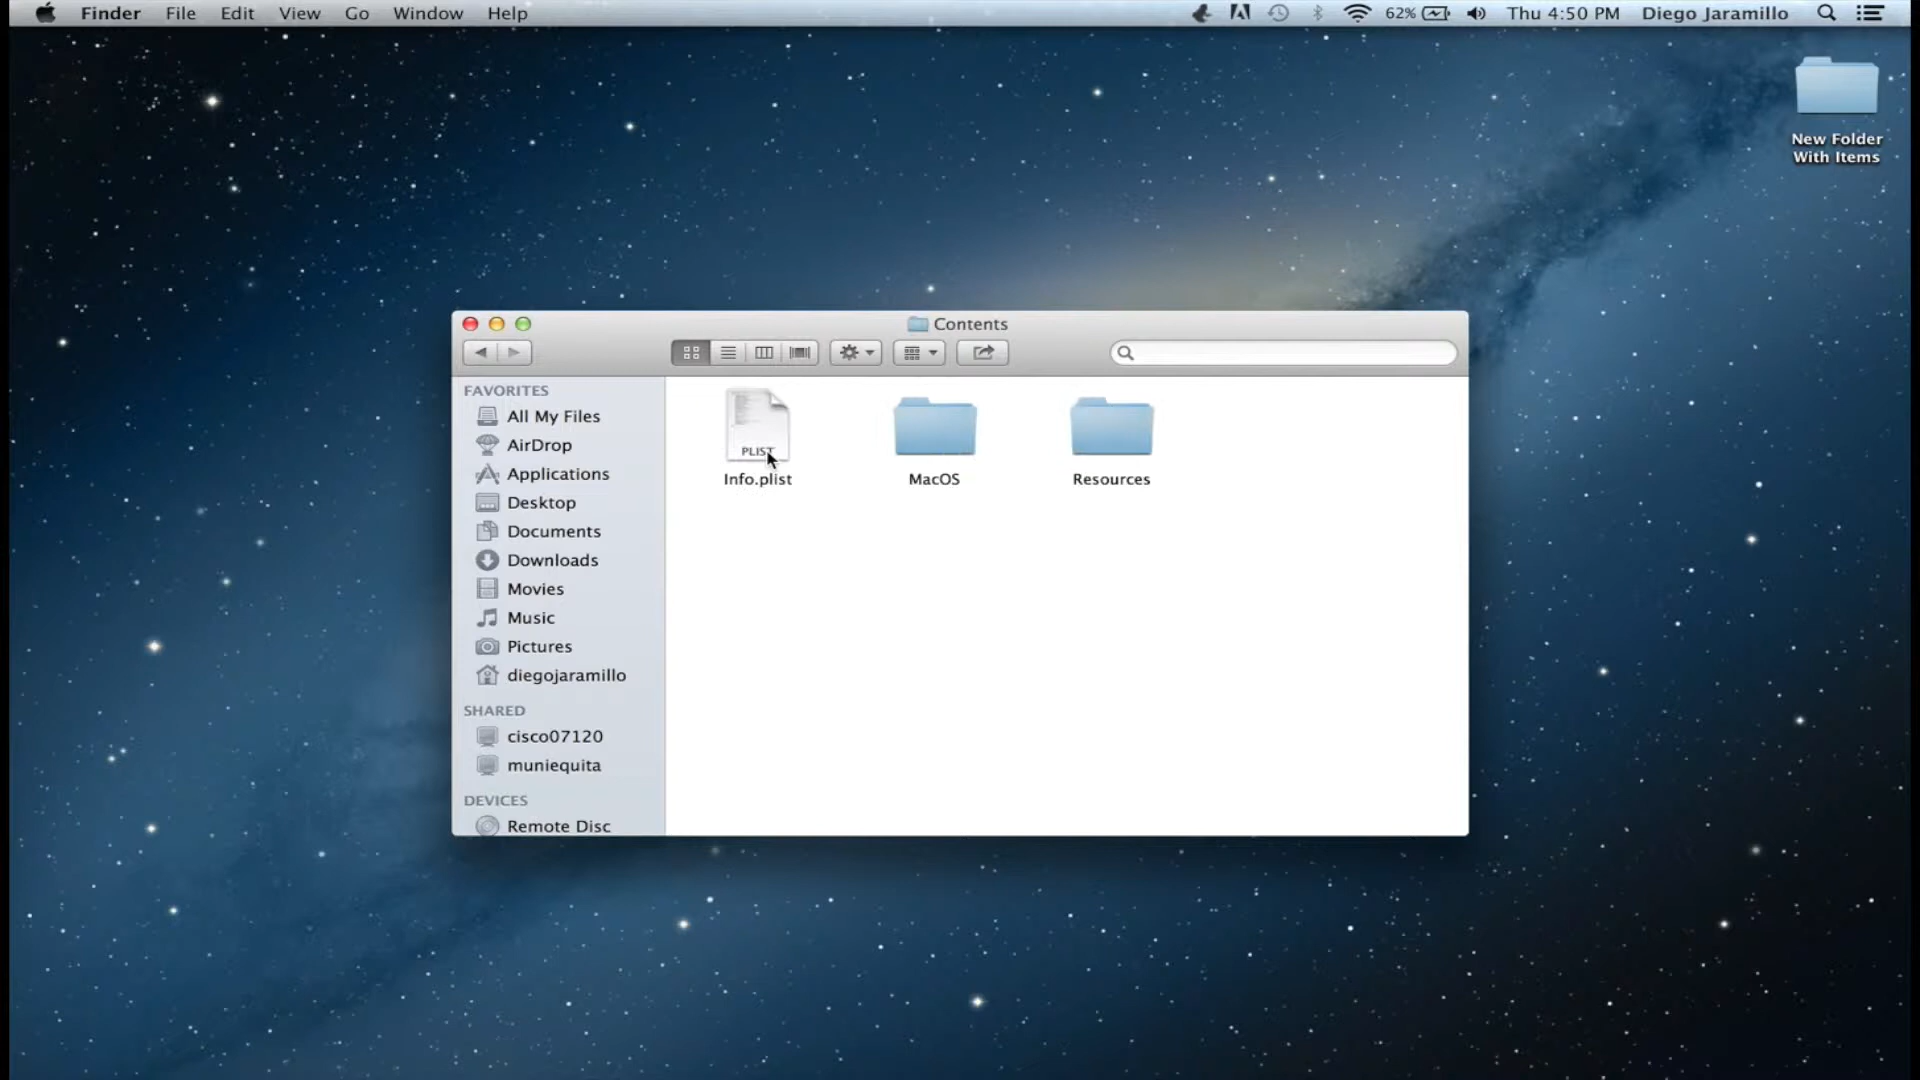 Finder File Edit View Go Window Help 62% Thu 4:50 PM Diego Jaramillo
New Folder
With Items
Contents
FAVORITES
All My Files
AirDrop
Applications
Desktop
Documents
Downloads
Movies
Music
Pictures
diegojaramillo
SHARED
cisco07120
muniequita
DEVICES
Remote Disc
PLIST
Info.plist MacOS Resources